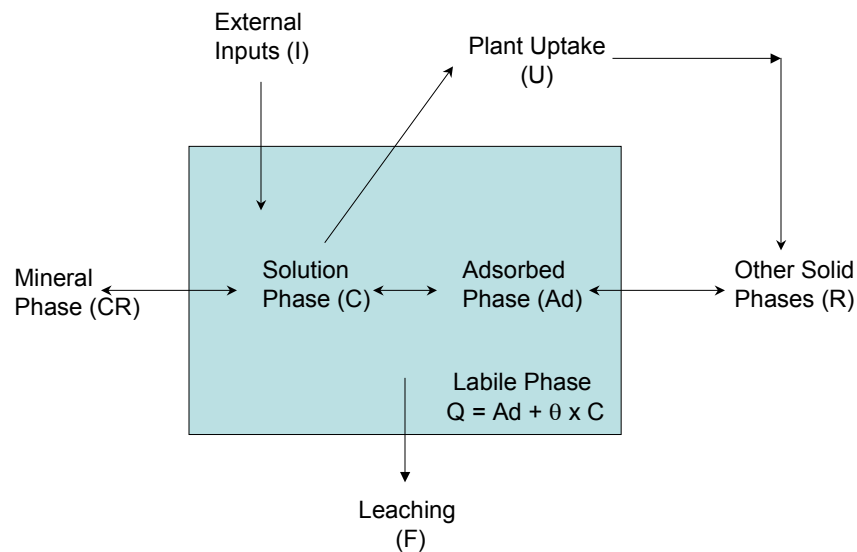 External
Inputs (I)
Plant Uptake
(U)
Mineral
Phase (CR)
Solution
Phase (C)
Adsorbed
Phase (Ad)
Other Solid
Phases (R)
Labile Phase
Q = Ad + θ x C
Leaching
(F)